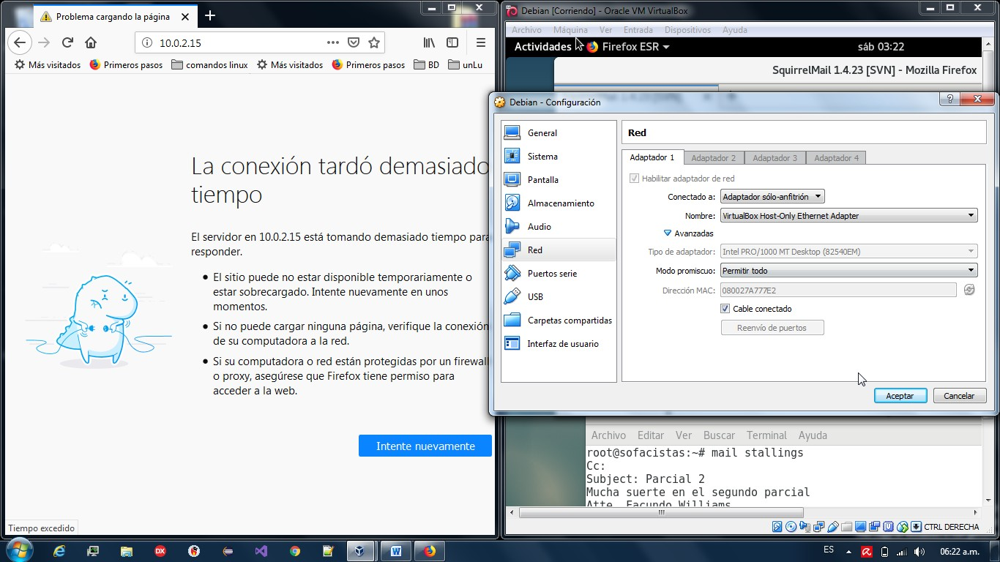 Problema cargando la página
10.0.2.15
Más visitados
Primeros pasos
comandos linux
Más visitados
Primeros pasos
BD
unLu
La conexión tardó demasiado
tiempo
El servidor en 10.0.2.15 está tomando demasiado tiempo para
responder.
El sitio puede no estar disponible temporariamente o
estar sobrecargado. Intente nuevamente en unos
momentos.
Si no puede cargar ninguna página, verifique la conexión
de su computadora a la red.
Si su computadora o red están protegidas por un firewall
o proxy, asegúrese que Firefox tiene permiso para
acceder a la web.
Intente nuevamente
Tiempo excedido
Debian [Corriendo] - Oracle VM VirtualBox
Archivo Máquina Ver Entrada Dispositivos Ayuda
Actividades Firefox ESR sáb 03:22
SquirrelMail 1.4.23 [SVN] - Mozilla Firefox
Debian - Configuración
General
Sistema
Pantalla
Almacenamiento
Audio
Red
Puertos serie
USB
Carpetas compartidas
Interfaz de usuario
Red
Adaptador 1 Adaptador 2 Adaptador 3 Adaptador 4
Habilitar adaptador de red
Conectado a: Adaptador sólo-anfitrión
Nombre: VirtualBox Host-Only Ethernet Adapter
Avanzadas
Tipo de adaptador: Intel PRO/1000 MT Desktop (82540EM)
Modo promiscuo: Permitir todo
Dirección MAC: 080027A777E2
Cable conectado
Reenvío de puertos
Aceptar Cancelar
Archivo Editar Ver Buscar Terminal Ayuda
root@sofacistas:~# mail stallings
Cc:
Subject: Parcial 2
Mucha suerte en el segundo parcial
Atte. Facundo Williams
CTRL DERECHA
DX
ES
06:22 a.m.